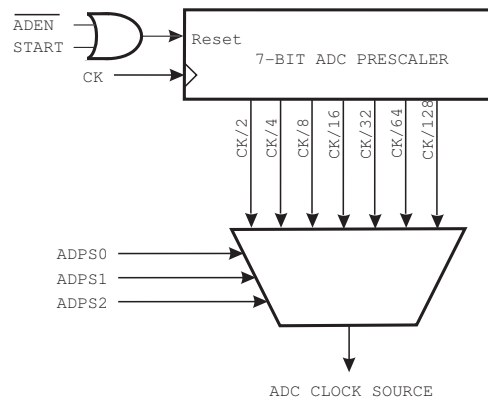 ADEN
START
Reset
7-BIT ADC PRESCALER
CK
CK/2
CK/4
CK/8
CK/16
CK/32
CK/64
CK/128
ADPS0
ADPS1
ADPS2
ADC CLOCK SOURCE